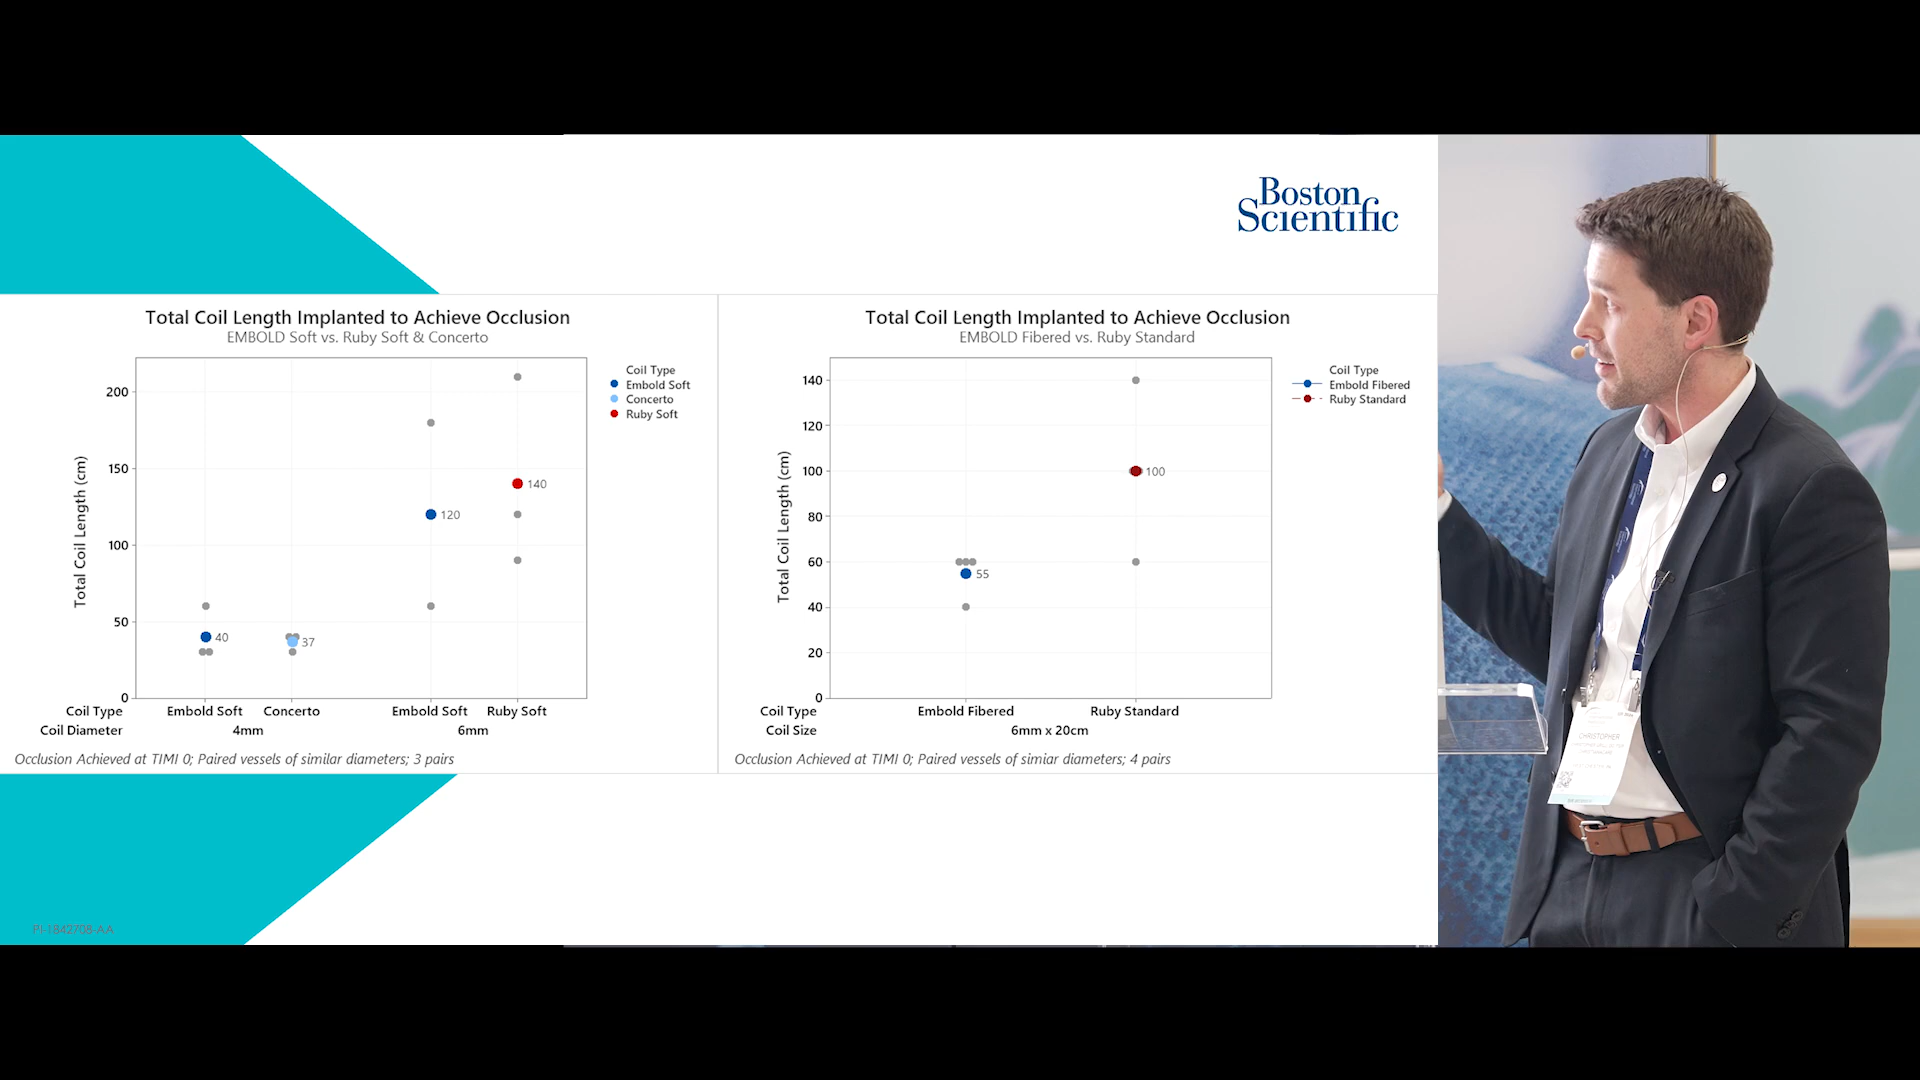 Boston
Scientific
Total Coil Length Implanted to Achieve Occlusion
EMBOLD Soft vs. Ruby Soft & Concerto
Total Coil Length (cm)
200
150
100
50
0
40
37
120
140
Coil Type
Embold Soft
Concerto
Ruby Soft
Coil Type Embold Soft Concerto Embold Soft Ruby Soft
Coil Diameter 4mm 6mm
Occlusion Achieved at TIMI 0; Paired vessels of similar diameters; 3 pairs
Total Coil Length Implanted to Achieve Occlusion
EMBOLD Fibered vs. Ruby Standard
Total Coil Length (cm)
140
120
100
80
60
40
20
0
55
100
Coil Type
Embold Fibered
Ruby Standard
Coil Type Embold Fibered Ruby Standard
Coil Size 6mm x 20cm
Occlusion Achieved at TIMI 0; Paired vessels of simiar diameters; 4 pairs
PI-1842708-AA
CHRISTOPHER